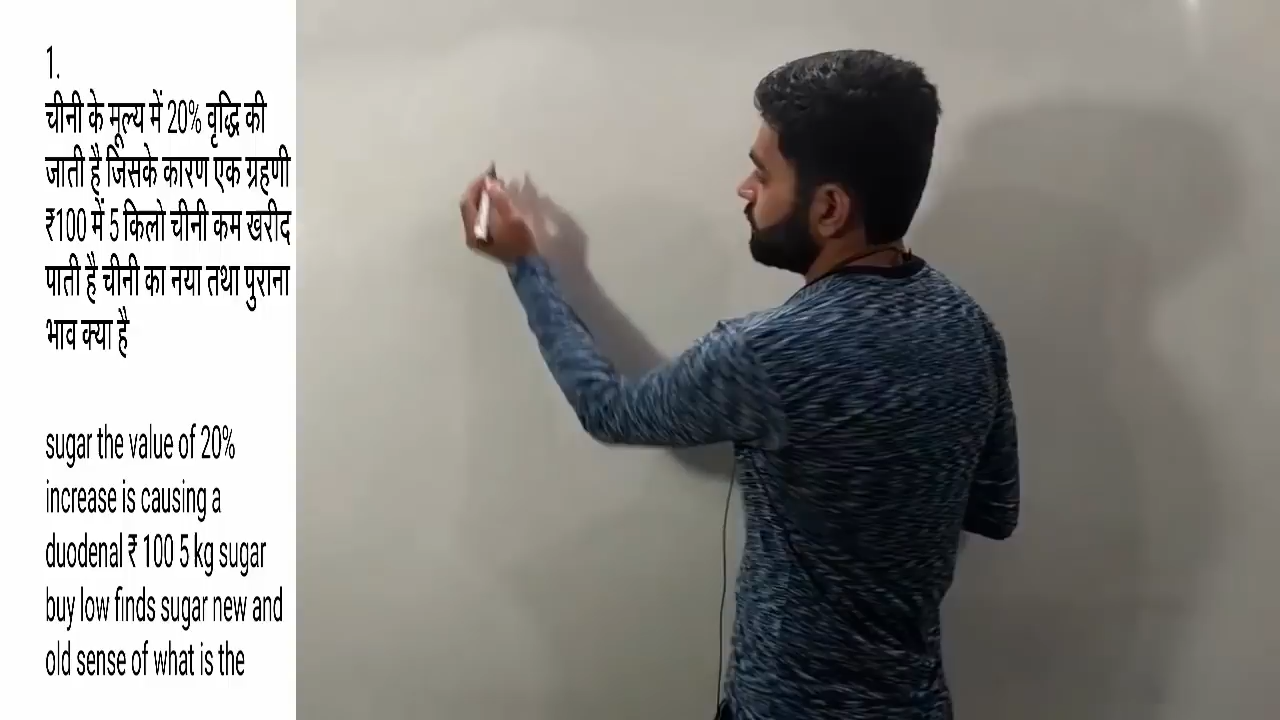 1.
चीनी के मूल्य में 20% वृद्धि की
जाती है जिसके कारण एक ग्रहणी
₹100 में 5 किलो चीनी कम खरीद
पाती है चीनी का नया तथा पुराना
भाव क्या है
sugar the value of 20%
increase is causing a
duodenal ₹ 100 5 kg sugar
buy low finds sugar new and
old sense of what is the